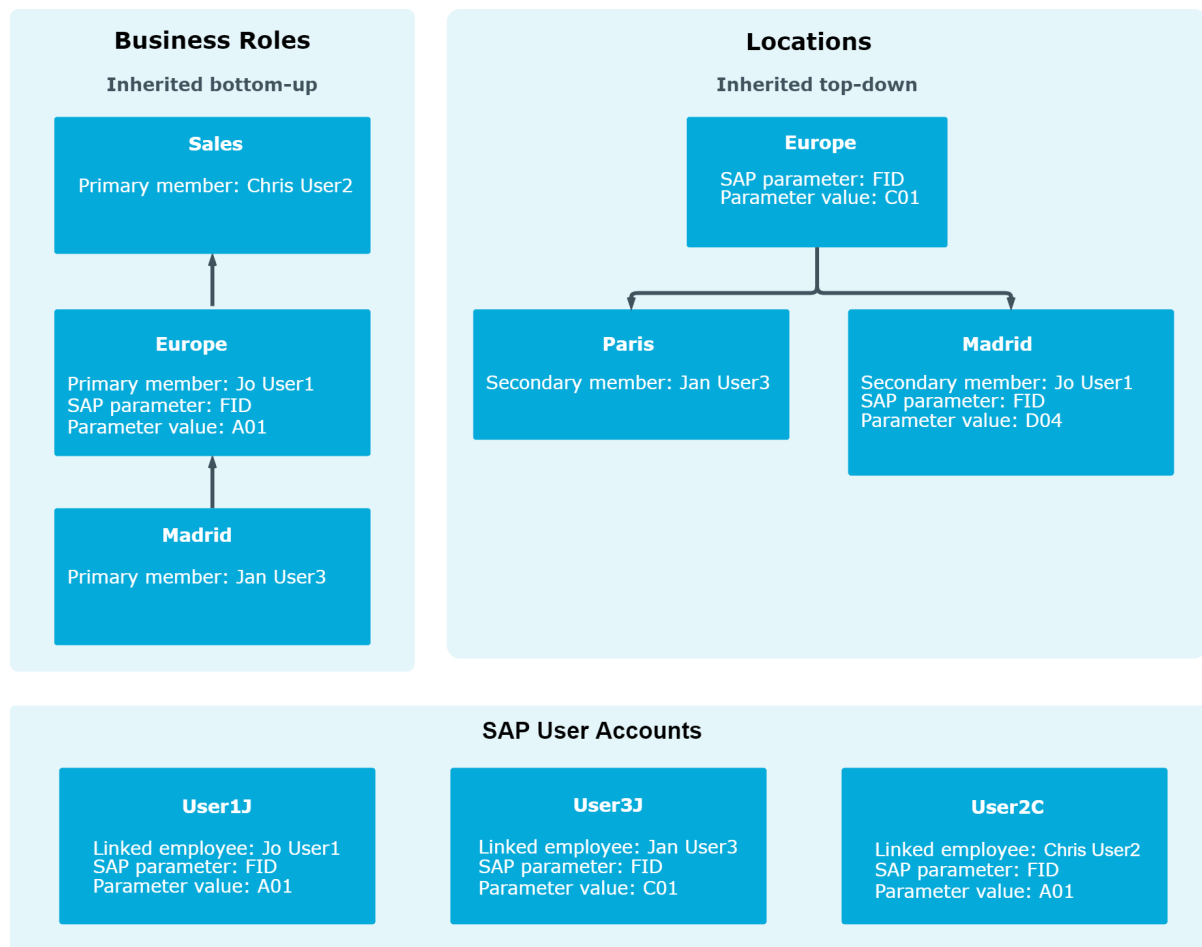 Business Roles
Inherited bottom-up
Sales
Primary member: Chris User2
Europe
Primary member: Jo User1
SAP parameter: FID
Parameter value: A01
Madrid
Primary member: Jan User3
Locations
Inherited top-down
Europe
SAP parameter: FID
Parameter value: C01
Paris
Secondary member: Jan User3
Madrid
Secondary member: Jo User1
SAP parameter: FID
Parameter value: D04
SAP User Accounts
User1J
Linked employee: Jo User1
SAP parameter: FID
Parameter value: A01
User3J
Linked employee: Jan User3
SAP parameter: FID
Parameter value: C01
User2C
Linked employee: Chris User2
SAP parameter: FID
Parameter value: A01